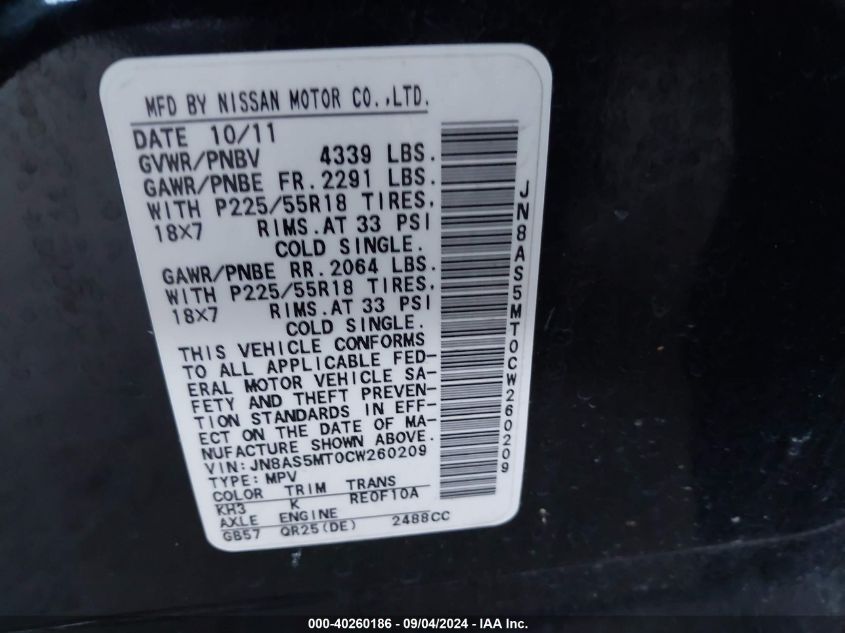 MFD BY NISSAN MOTOR CO.,LTD.
DATE 10/11
GVWR/PNBV 4339 LBS.
GAWR/PNBE FR.2291 LBS.
WITH P225/55R18 TIRES.
18X7 RIMS.AT 33 PSI
COLD SINGLE.
GAWR/PNBE RR.2064 LBS.
WITH P225/55R18 TIRES.
18X7 RIMS.AT 33 PSI
COLD SINGLE.
THIS VEHICLE CONFORMS
TO ALL APPLICABLE FED-
ERAL MOTOR VEHICLE SA-
FETY AND THEFT PREVEN-
TION STANDARDS IN EFF-
ECT ON THE DATE OF MA-
NUFACTURE SHOWN ABOVE.
VIN: JN8AS5MT0CW260209
TYPE: MPV
COLOR TRIM TRANS
KH3 K RE0F10A
AXLE ENGINE
GB57 QR25(DE) 2488CC
JN8AS5MT0CW260209
000-40260186 - 09/04/2024 - IAA Inc.